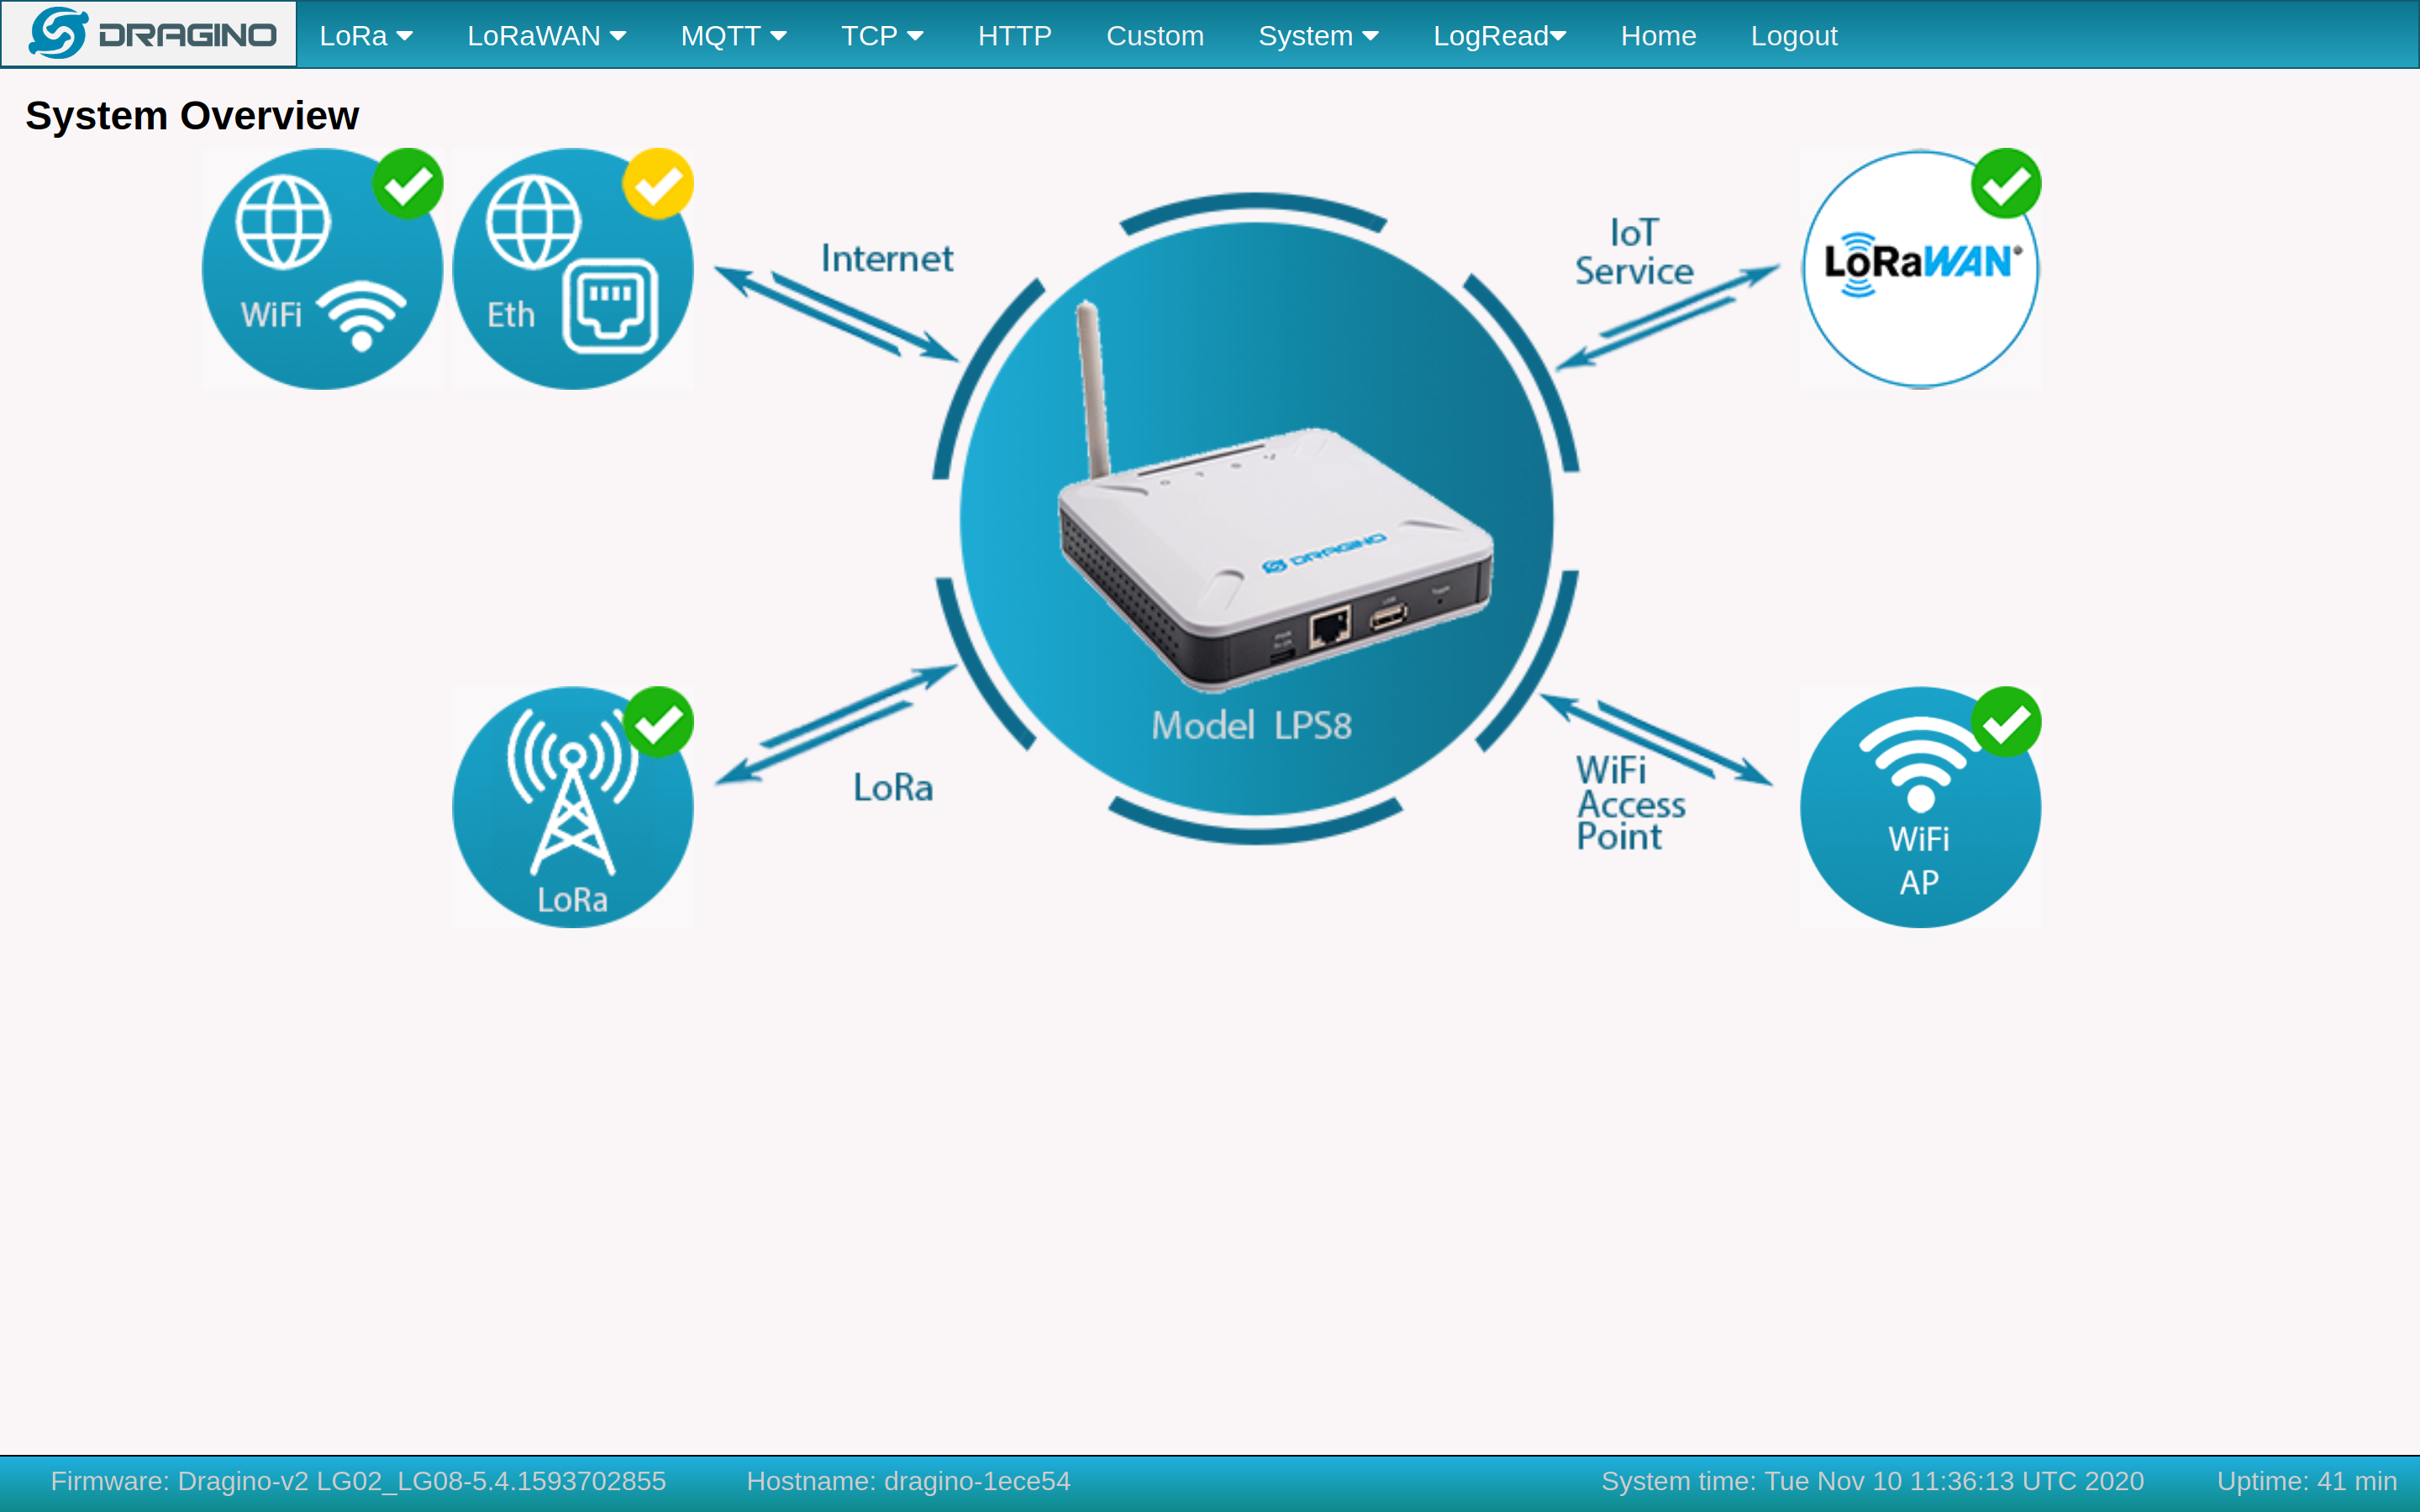 DRAGINO LoRa LoRaWAN MQTT TCP HTTP Custom System LogRead Home Logout
System Overview
WiFi
Eth
Internet
IoT
Service
LoRaWAN®
DRAGINO
Model LPS8
LoRa
LoRa
WiFi
Access
Point
WiFi
AP
Firmware: Dragino-v2 LG02_LG08-5.4.1593702855 Hostname: dragino-1ece54 System time: Tue Nov 10 11:36:13 UTC 2020 Uptime: 41 min